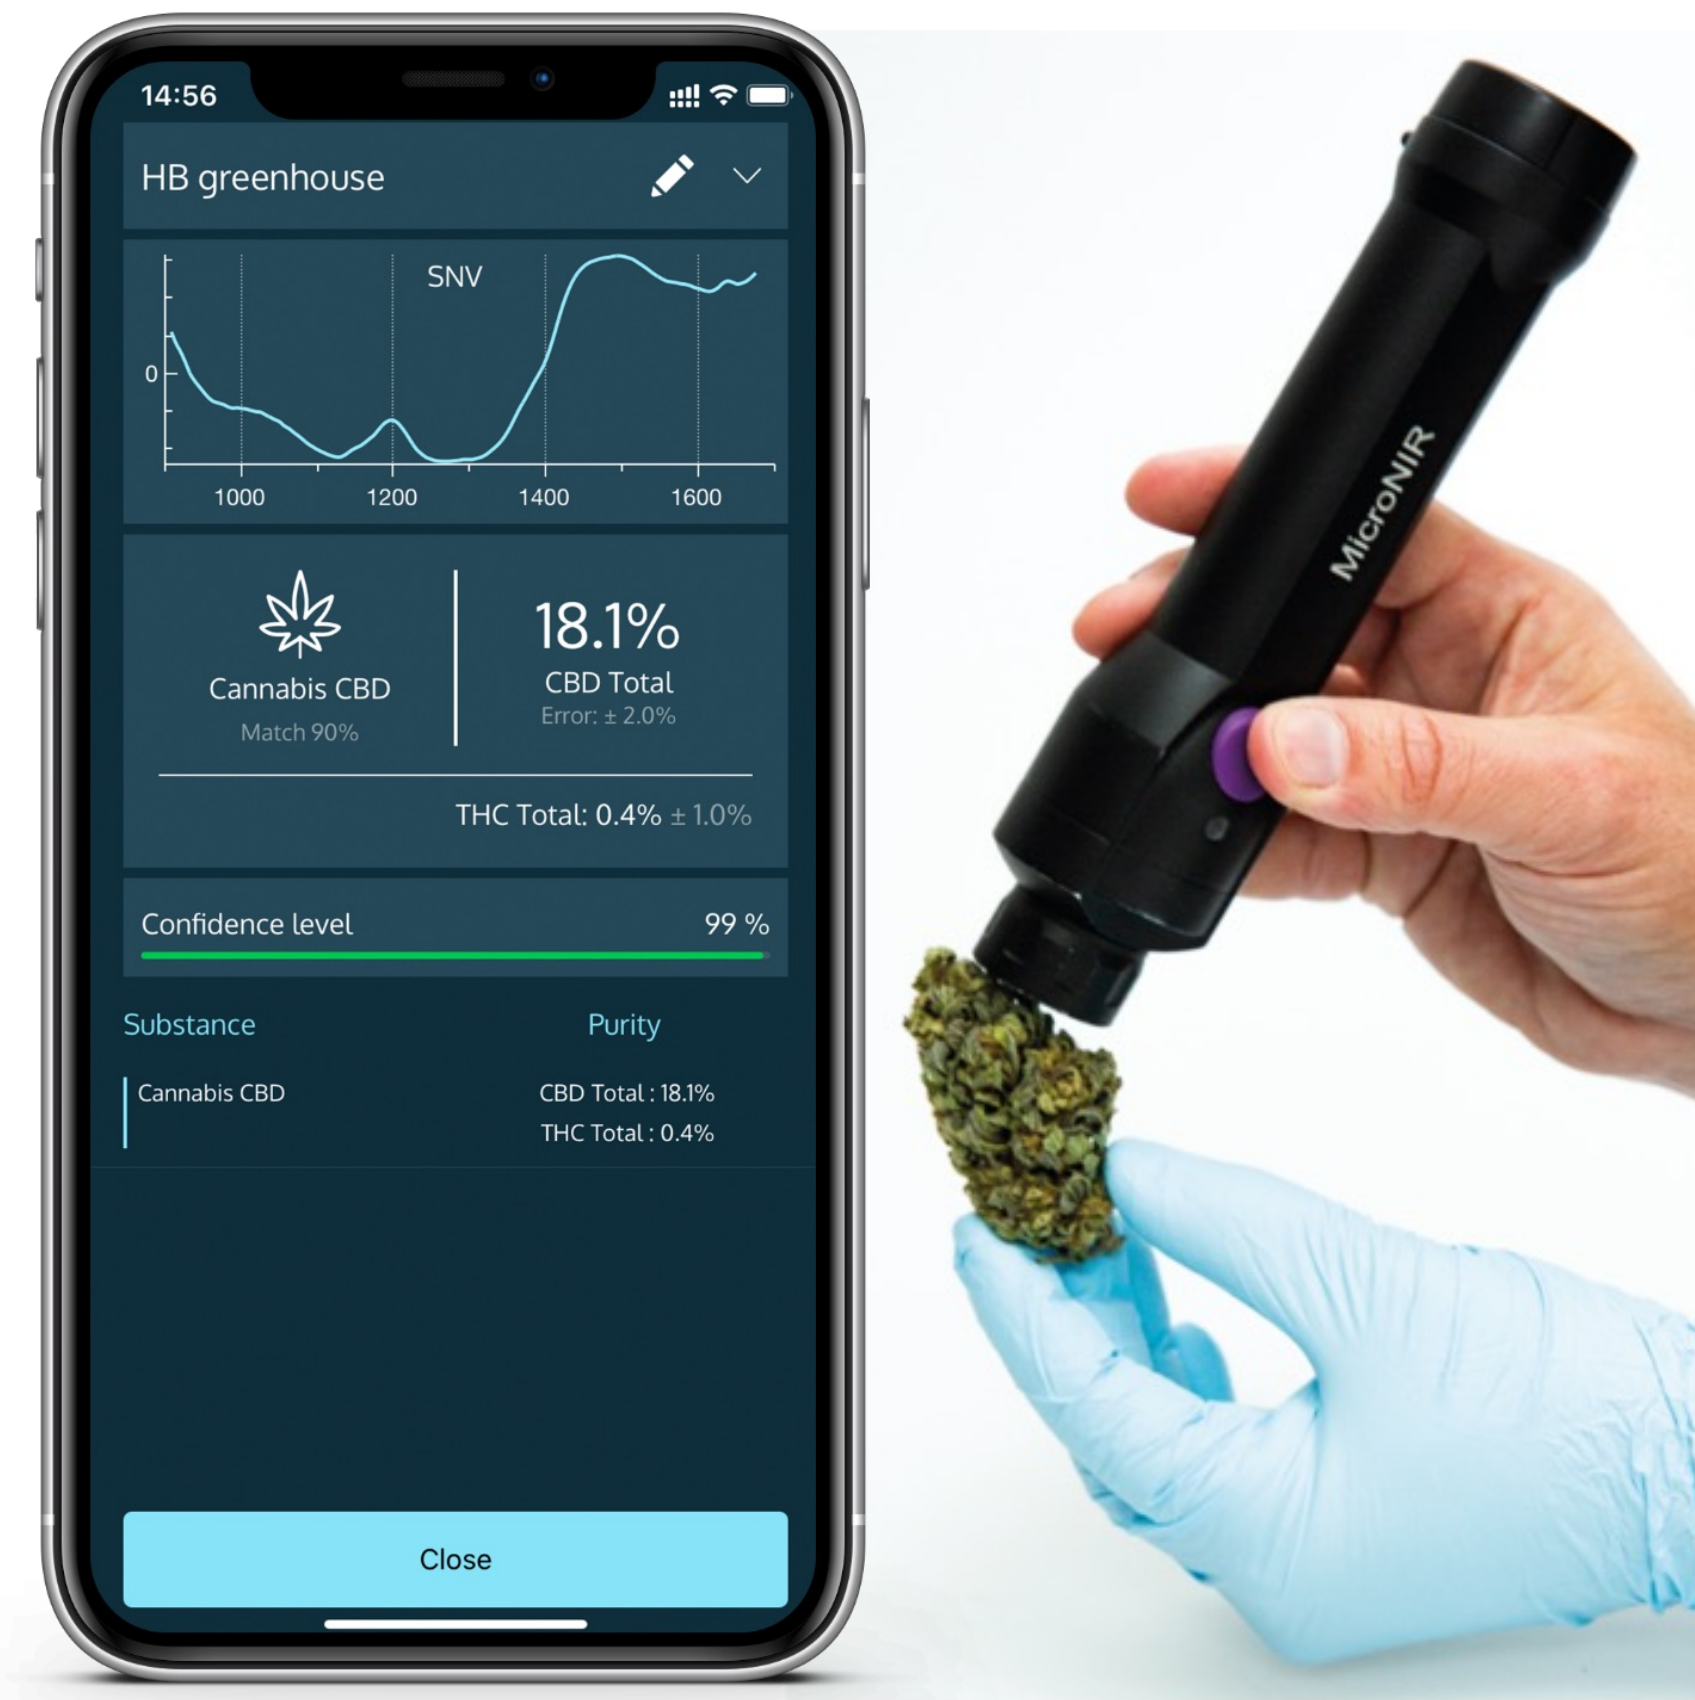 14:56
HB greenhouse
SNV
0
1000 1200 1400 1600
Cannabis CBD
Match 90%
18.1%
CBD Total
Error: ± 2.0%
THC Total: 0.4% ± 1.0%
Confidence level 99 %
Substance Purity
Cannabis CBD CBD Total : 18.1%
THC Total : 0.4%
Close
MicroNIR